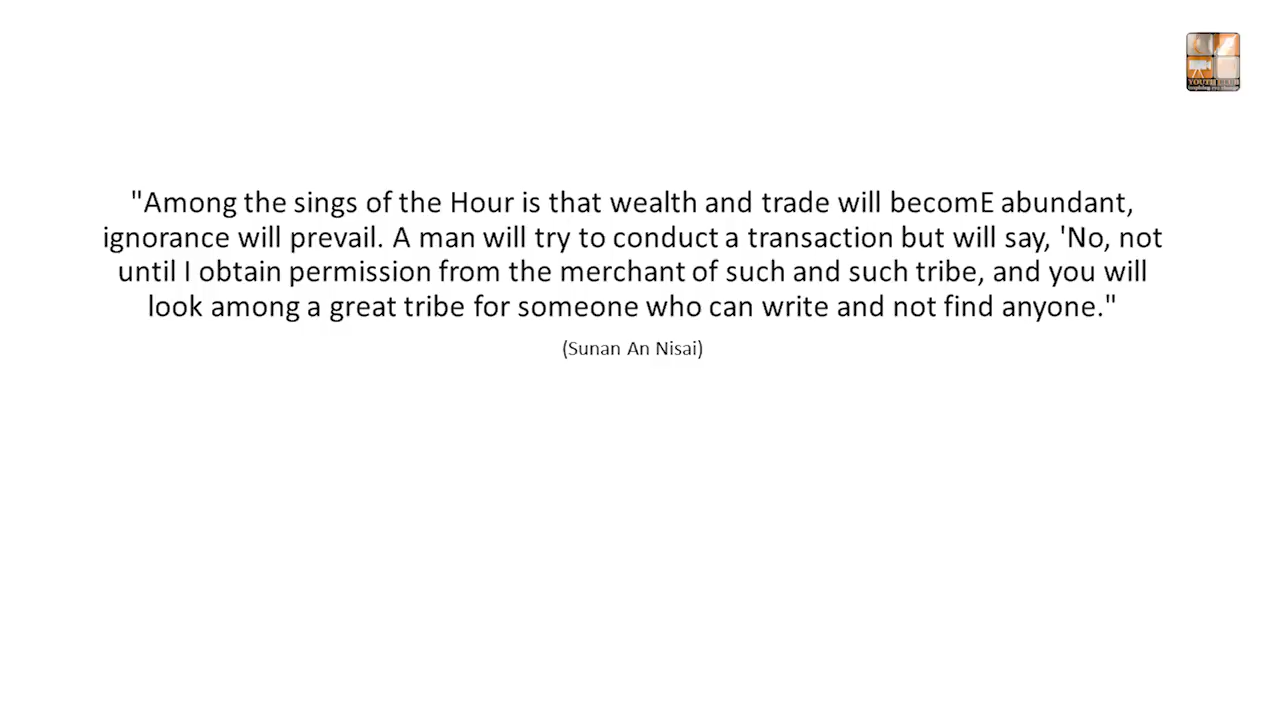 YOUTH CLUB
"Among the sings of the Hour is that wealth and trade will becomE abundant,
ignorance will prevail. A man will try to conduct a transaction but will say, 'No, not
until I obtain permission from the merchant of such and such tribe, and you will
look among a great tribe for someone who can write and not find anyone."
(Sunan An Nisai)